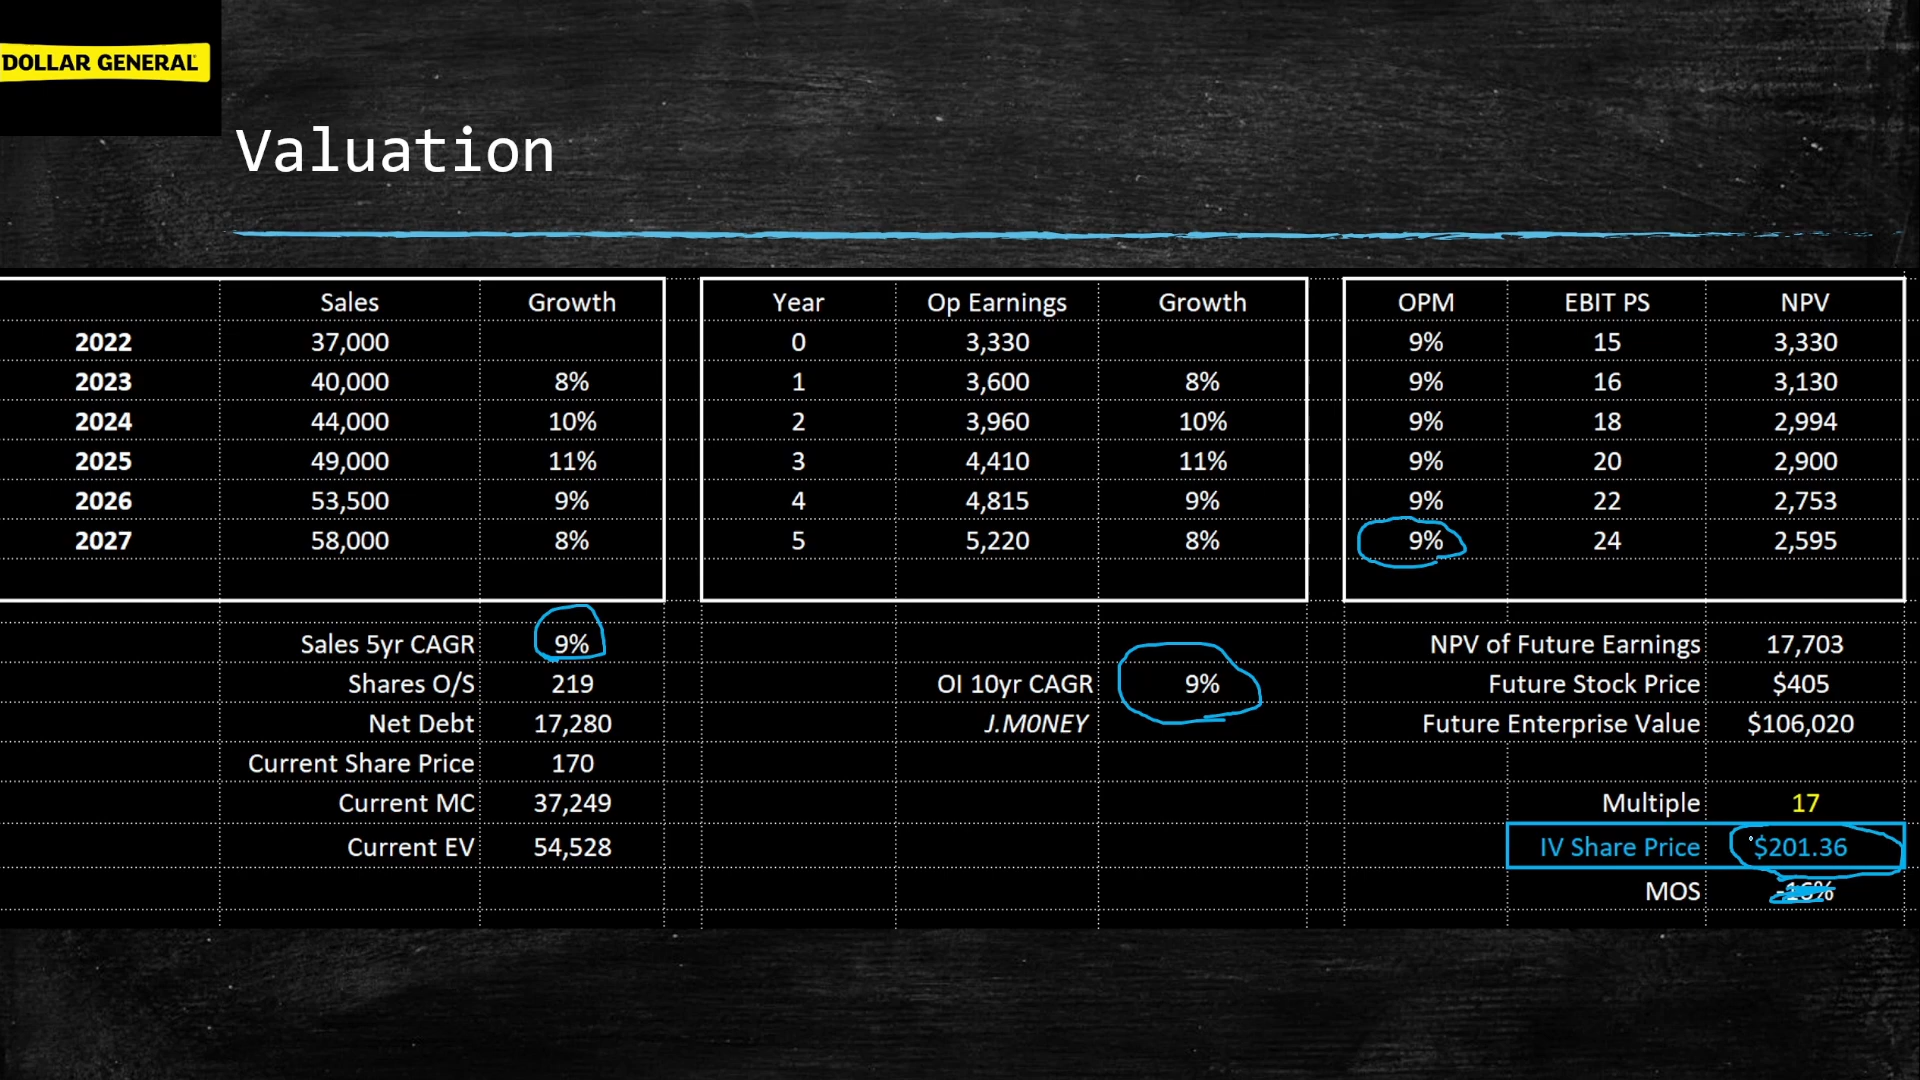 DOLLAR GENERAL
Valuation
Sales Growth Year Op Earnings Growth OPM EBIT PS NPV
2022 37,000 0 3,330 9% 15 3,330
2023 40,000 8% 1 3,600 8% 9% 16 3,130
2024 44,000 10% 2 3,960 10% 9% 18 2,994
2025 49,000 11% 3 4,410 11% 9% 20 2,900
2026 53,500 9% 4 4,815 9% 9% 22 2,753
2027 58,000 8% 5 5,220 8% 9% 24 2,595
Sales 5yr CAGR 9% NPV of Future Earnings 17,703
Shares O/S 219 OI 10yr CAGR 9% Future Stock Price $405
Net Debt 17,280 J.M0NEY Future Enterprise Value $106,020
Current Share Price 170
Current MC 37,249 Multiple 17
Current EV 54,528 IV Share Price $201.36
MOS